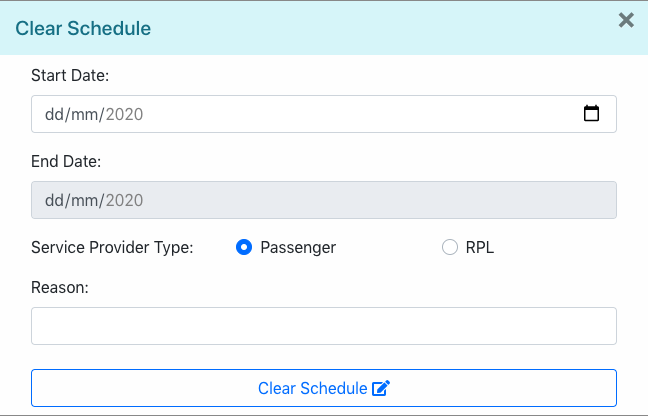 Clear Schedule
Start Date:
dd/mm/2020
End Date:
dd/mm/2020
Service Provider Type: Passenger RPL
Reason:
Clear Schedule